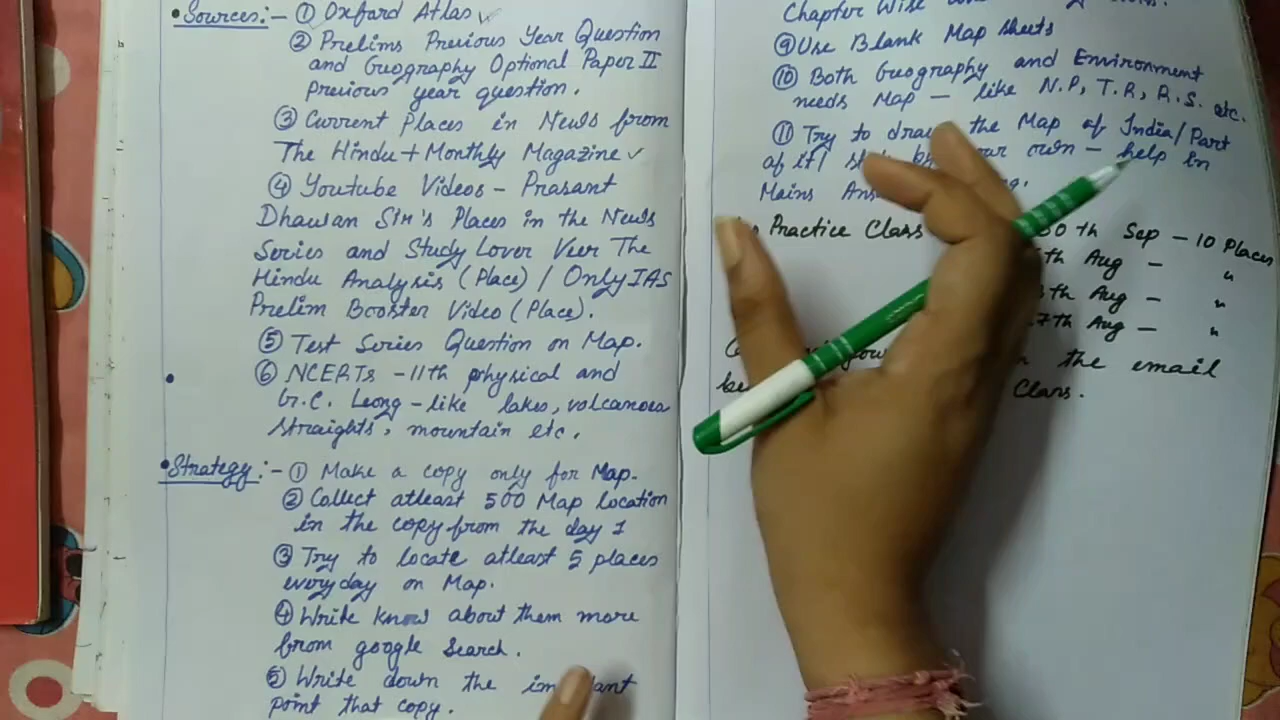 • Sources:- ① Oxford Atlas ✓
② Prelims Previous Year Question
and Geography Optional Paper II
Previous year question.
③ Current Places in News from
The Hindu + Monthly Magazine ✓
④ Youtube Videos - Prasant
Dhawan Sir's Places in the News
Series and Study Lover Veer The
Hindu Analysis (Place) / Only IAS
Prelim Booster Video (Place).
⑤ Test Series Question on Map.
⑥ NCERTs - 11th physical and
G.C. Leong - like lakes, volcanoes
straights, mountain etc.
• Strategy:- ① Make a copy only for Map.
② Collect atleast 500 Map location
in the copy from the day 1
③ Try to locate atleast 5 places
everyday on Map.
④ Write know about them more
from google Search.
⑤ Write down the
point that copy.
Chapter Wise
⑨ Use Blank Map Sheets
⑩ Both Geography and Environment
needs Map - like N.P, T.R, R.S. etc.
⑪ Try to draw the Map of India/Part
of it/ own - help in
Mains
Practice Class 30th Sep - 10 Places
th Aug - "
th Aug - "
7th Aug - "
the email
Class.